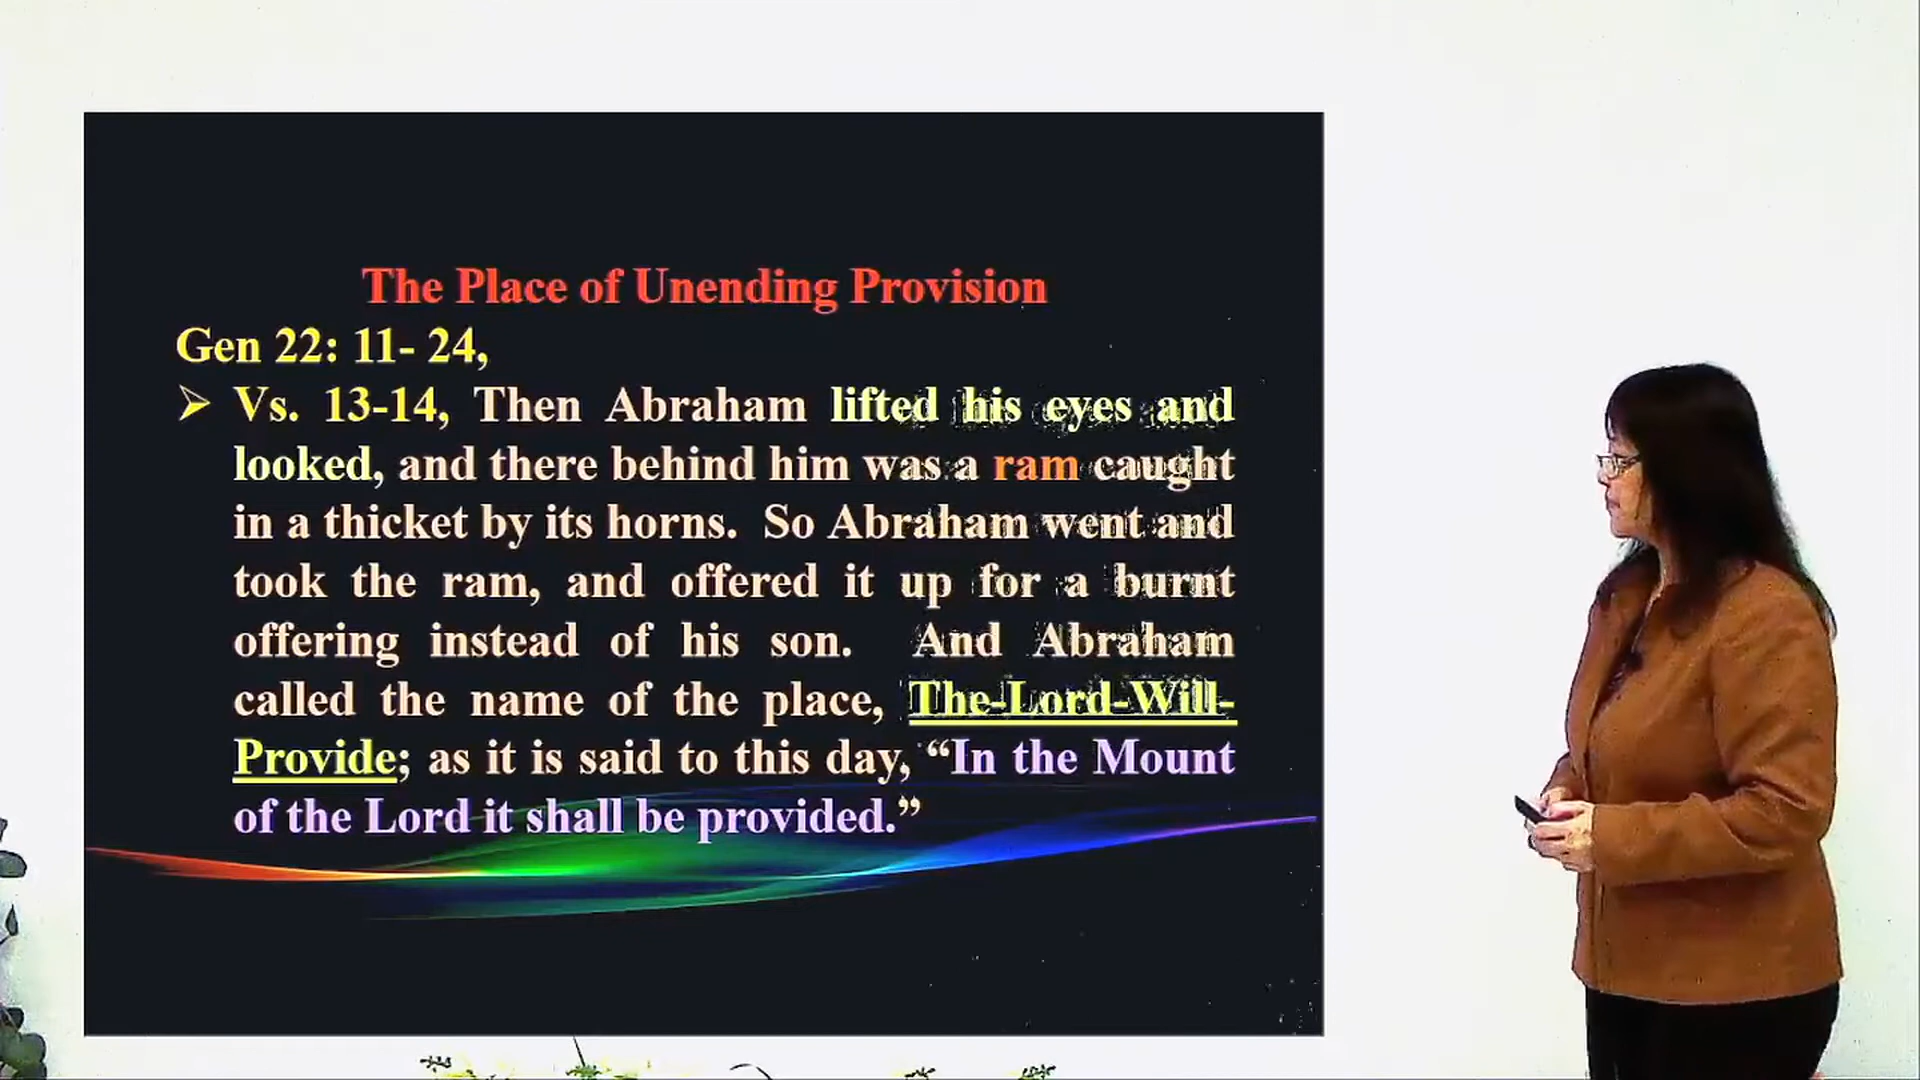 The Place of Unending Provision
Gen 22: 11- 24,
➢ Vs. 13-14, Then Abraham lifted his eyes and
looked, and there behind him was a ram caught
in a thicket by its horns.  So Abraham went and
took the ram, and offered it up for a burnt
offering instead of his son.  And Abraham
called the name of the place, The-Lord-Will-
Provide; as it is said to this day, “In the Mount
of the Lord it shall be provided.”